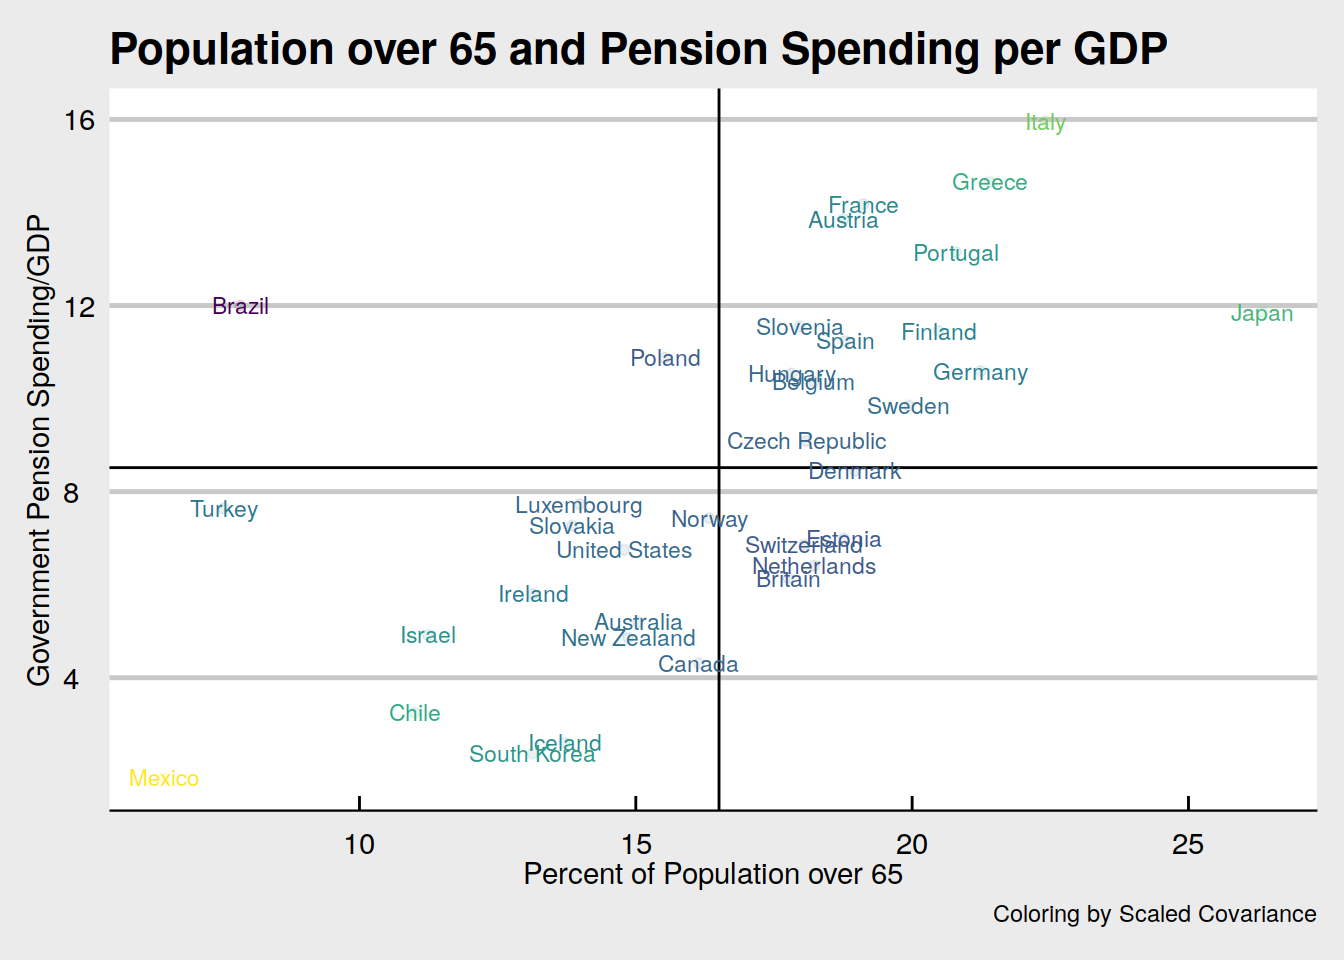 Population over 65 and Pension Spending per GDP
16
Italy
Greece
France
Austria
Portugal
Brazil
12
Japan
Slovenia
Finland
Spain
Poland
Germany
Hungary
Belgium
Sweden
Czech Republic
Denmark
8
Luxembourg
Turkey
Norway
Slovakia
Estonia
Switzerland
United States
Netherlands
Britain
Ireland
Australia
Israel
New Zealand
Canada
4
Chile
Iceland
South Korea
Mexico
Government Pension Spending/GDP
10
15
20
25
Percent of Population over 65
Coloring by Scaled Covariance